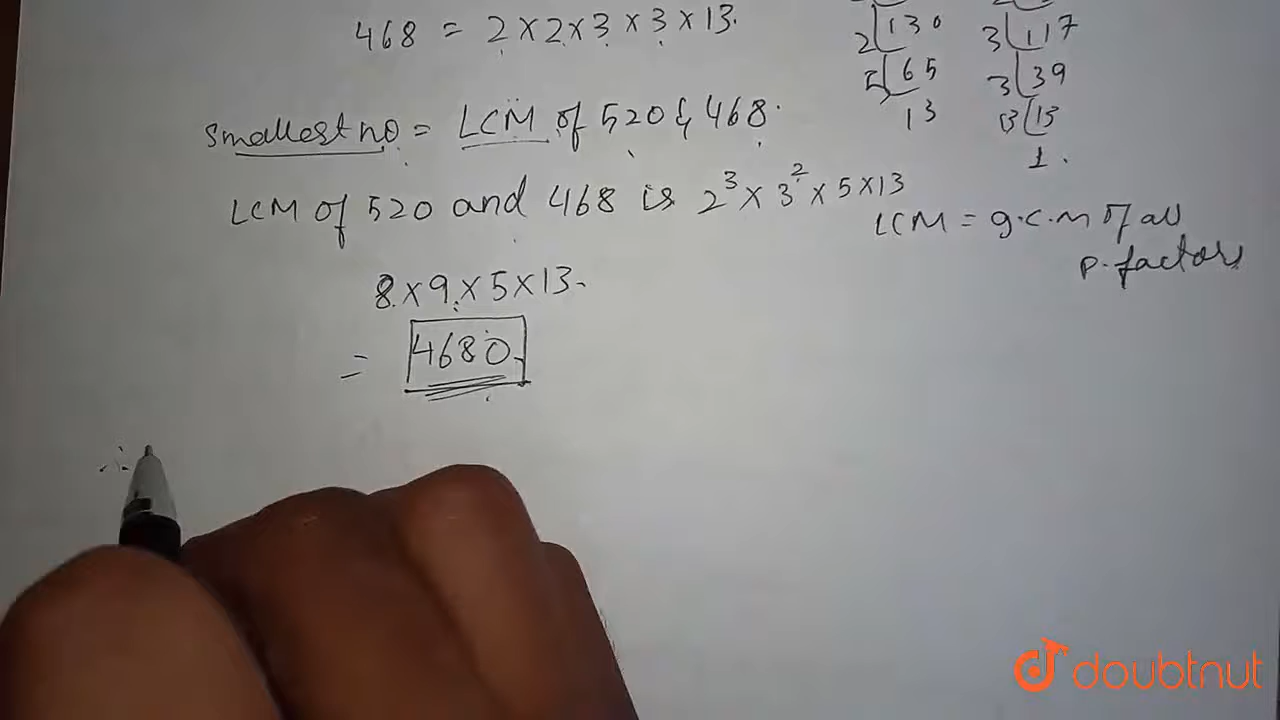 468 = 2 × 2 × 3 × 3 × 13.
2 | 130
5 | 65
13
3 | 117
3 | 39
13 | 13
1.
Smallest no = LCM of 520 & 468.
LCM of 520 and 468 is 2³ × 3² × 5 × 13
LCM = g.c.m of all
p. factors
8 × 9 × 5 × 13.
= 4680
doubtnut